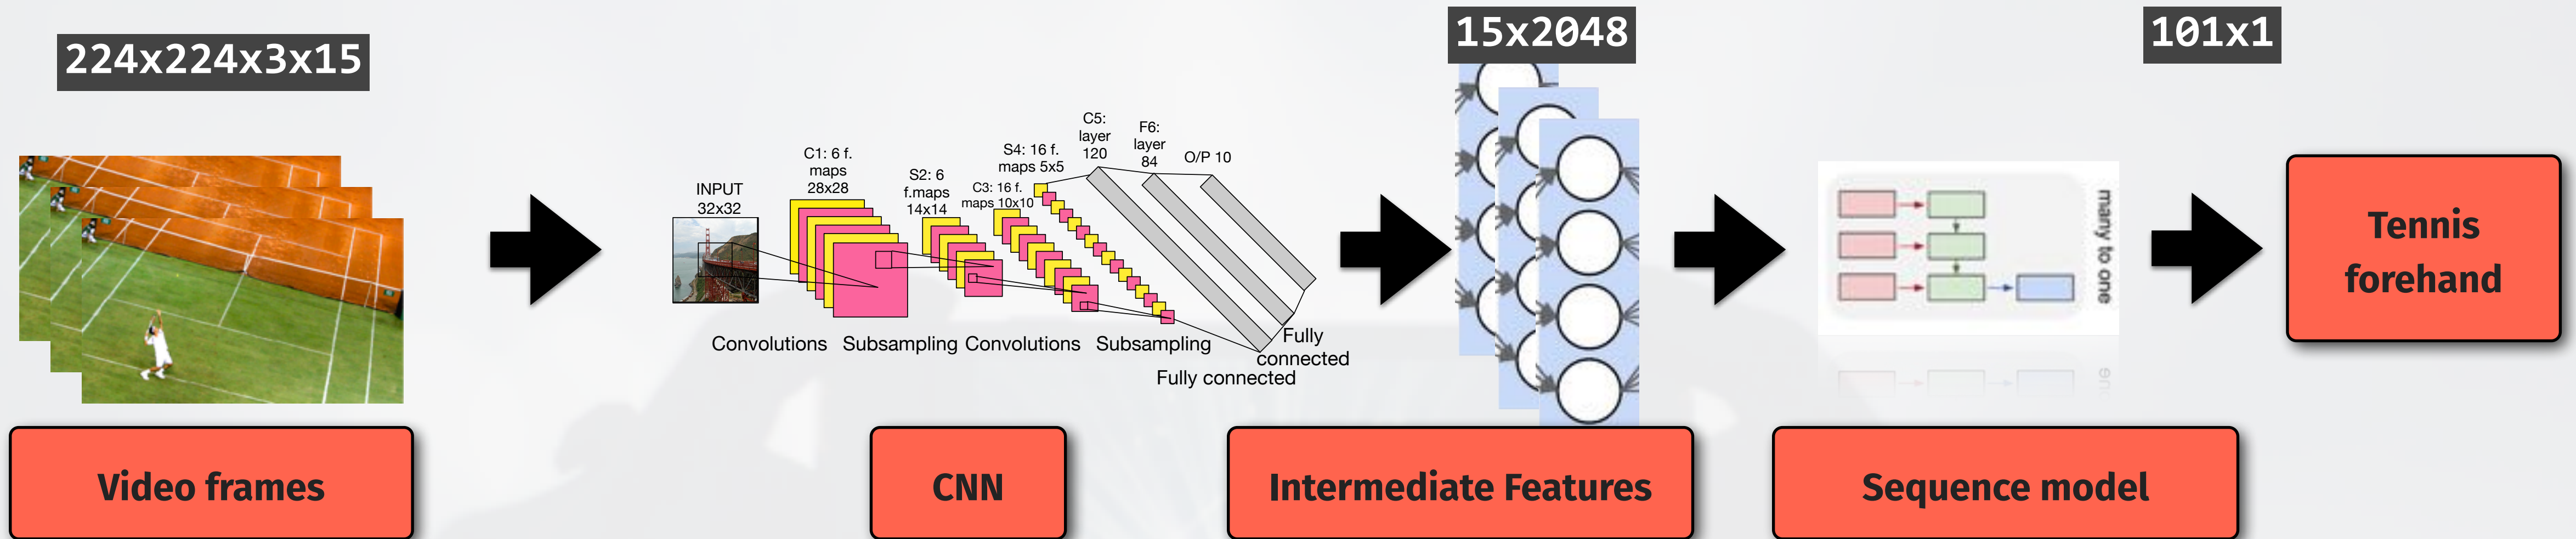 224x224x3x15
15x2048
101x1
INPUT
32x32
C1: 6 f.
maps
28x28
S2: 6
f.maps
14x14
C3: 16 f.
maps 10x10
S4: 16 f.
maps 5x5
C5:
layer
120
F6:
layer
84
O/P 10
Convolutions
Subsampling
Convolutions
Subsampling
Fully
connected
Fully connected
many to one
ne
Tennis
forehand
Video frames
CNN
Intermediate Features
Sequence model